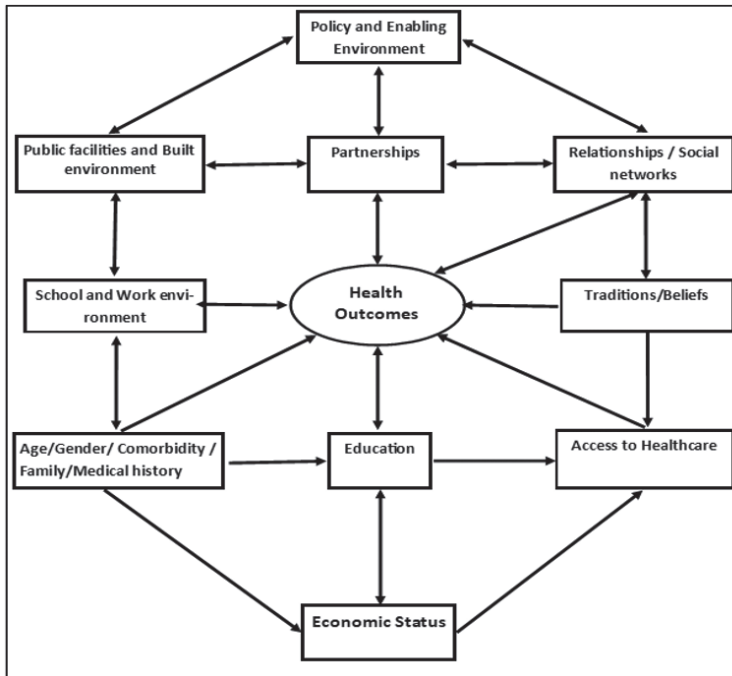 Policy and Enabling
Environment
Public facilities and Built
environment
Partnerships
Relationships / Social
networks
School and Work envi-
ronment
Health
Outcomes
Traditions/Beliefs
Age/Gender/ Comorbidity /
Family/Medical history
Education
Access to Healthcare
Economic Status